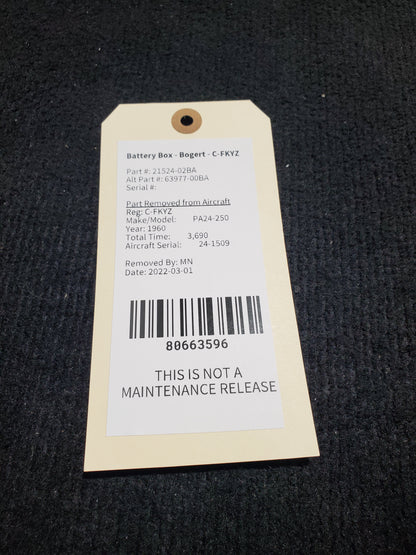 Battery Box - Bogert - C-FKYZ
Part #: 21524-02BA
Alt Part #: 63977-00BA
Serial #:
Part Removed from Aircraft
Reg: C-FKYZ
Make/Model: PA24-250
Year: 1960
Total Time: 3,690
Aircraft Serial: 24-1509
Removed By: MN
Date: 2022-03-01
80663596
THIS IS NOT A
MAINTENANCE RELEASE